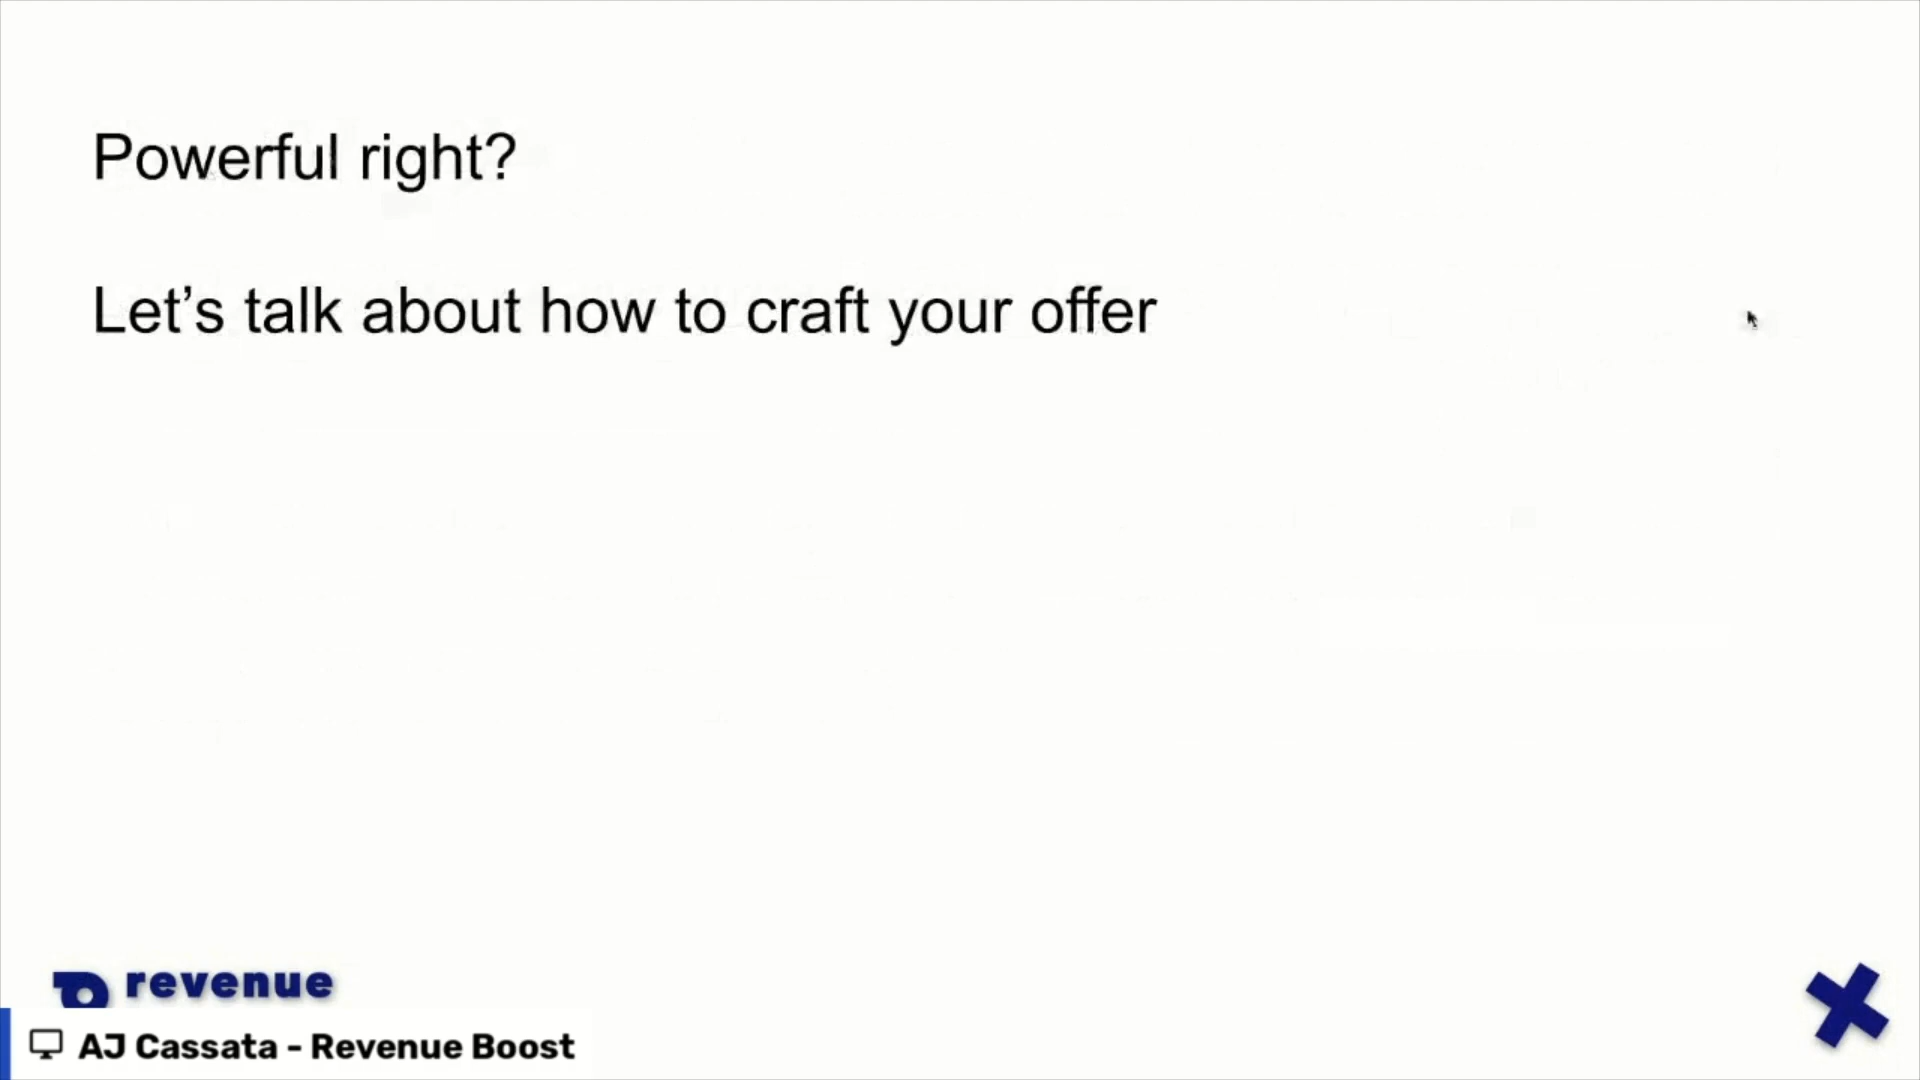 Powerful right?
Let’s talk about how to craft your offer
revenue
AJ Cassata - Revenue Boost